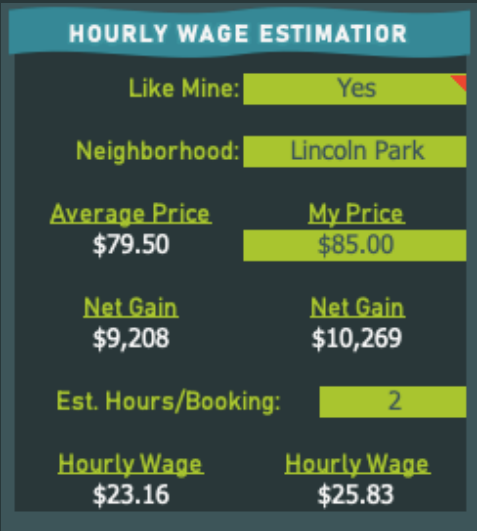 HOURLY WAGE ESTIMATIOR
Like Mine: Yes
Neighborhood: Lincoln Park
Average Price My Price
$79.50 $85.00
Net Gain Net Gain
$9,208 $10,269
Est. Hours/Booking: 2
Hourly Wage Hourly Wage
$23.16 $25.83